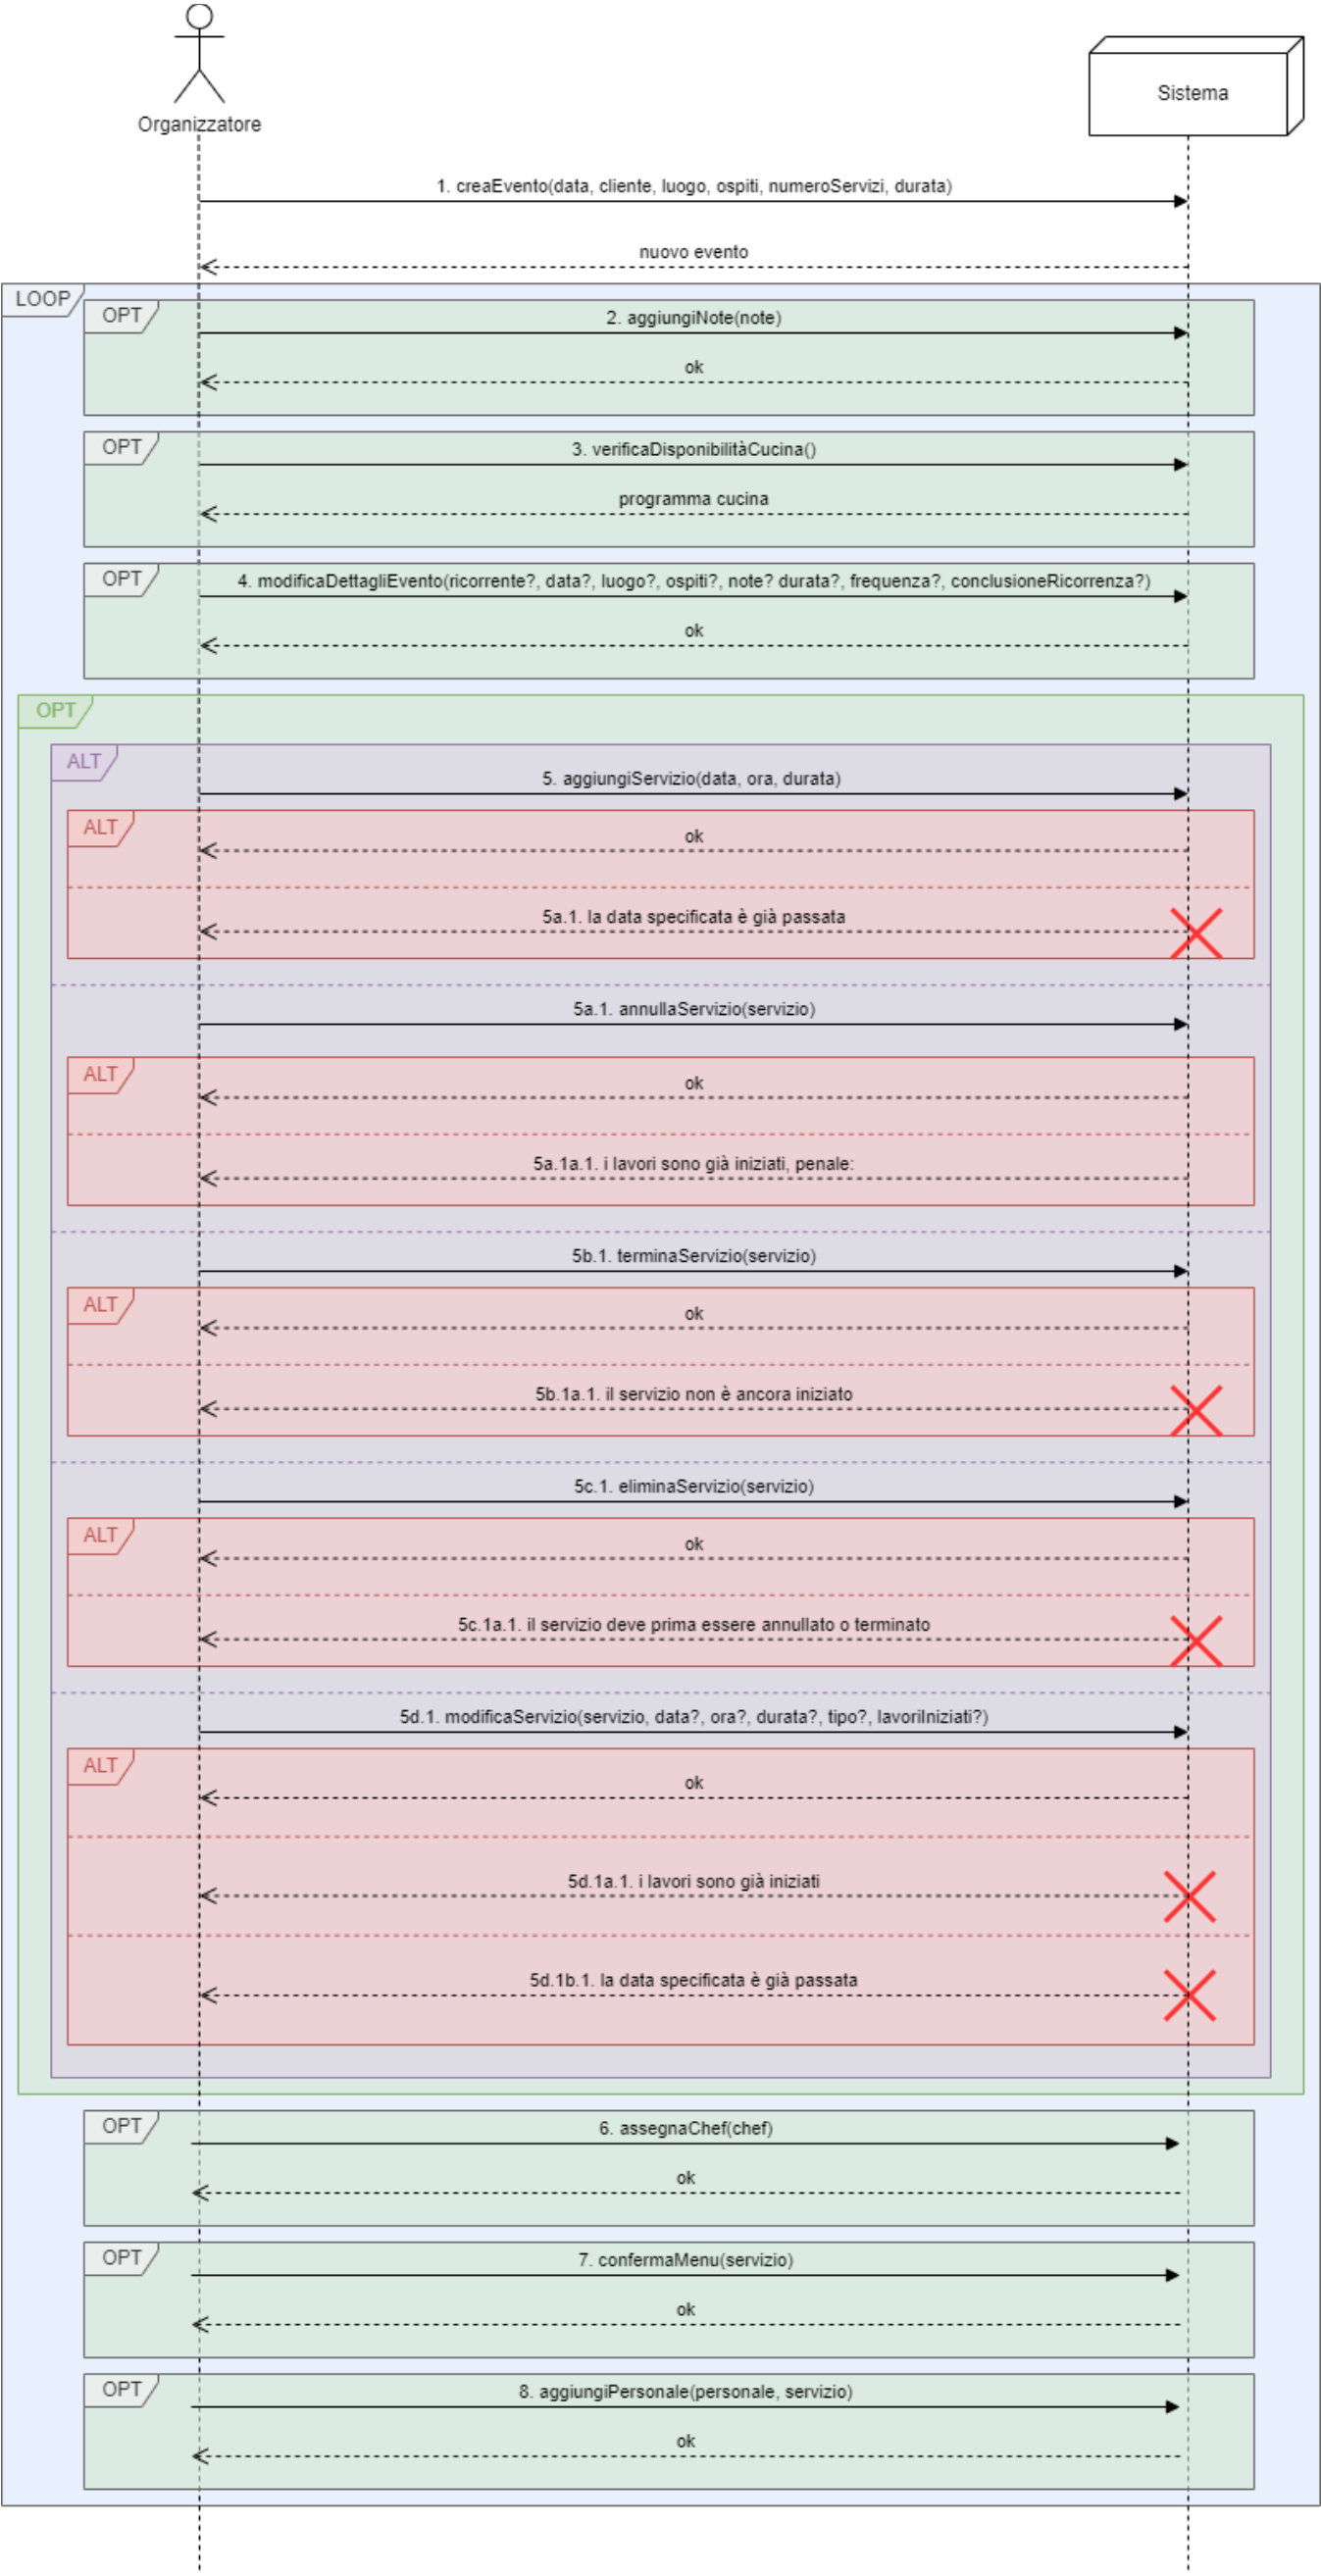 Organizzatore
Sistema
1. creaEvento(data, cliente, luogo, ospiti, numeroServizi, durata)
nuovo evento
LOOP
OPT
2. aggiungiNote(note)
ok
OPT
3. verificaDisponibilitàCucina()
programma cucina
OPT
4. modificaDettagliEvento(ricorrente?, data?, luogo?, ospiti?, note? durata?, frequenza?, conclusioneRicorrenza?)
ok
OPT
ALT
5. aggiungiServizio(data, ora, durata)
ALT
ok
5a.1. la data specificata è già passata
5a.1. annullaServizio(servizio)
ALT
ok
5a.1a.1. i lavori sono già iniziati, penale:
5b.1. terminaServizio(servizio)
ALT
ok
5b.1a.1. il servizio non è ancora iniziato
5c.1. eliminaServizio(servizio)
ALT
ok
5c.1a.1. il servizio deve prima essere annullato o terminato
5d.1. modificaServizio(servizio, data?, ora?, durata?, tipo?, lavoriIniziati?)
ALT
ok
5d.1a.1. i lavori sono già iniziati
5d.1b.1. la data specificata è già passata
OPT
6. assegnaChef(chef)
ok
OPT
7. confermaMenu(servizio)
ok
OPT
8. aggiungiPersonale(personale, servizio)
ok